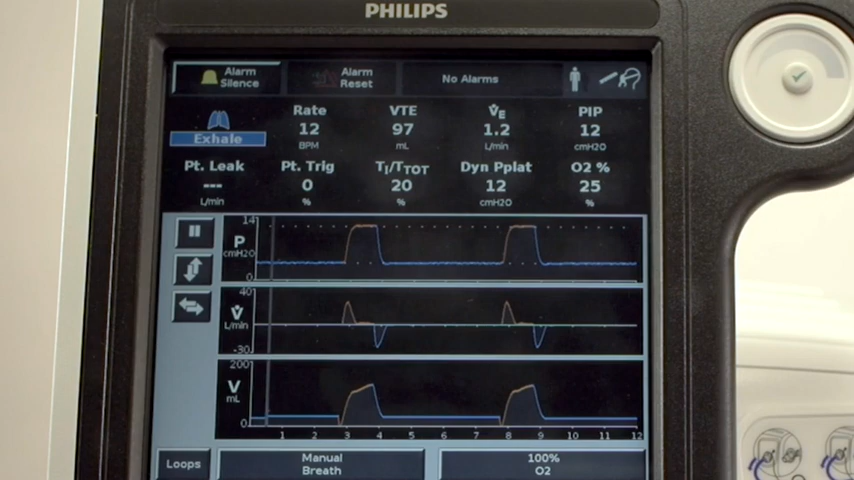 PHILIPS
Alarm
Silence
Alarm
Reset
No Alarms
Exhale
Rate
12
BPM
VTE
97
mL
V̇E
1.2
L/min
PIP
12
cmH2O
Pt. Leak
---
L/min
Pt. Trig
0
%
TI/TTOT
20
%
Dyn Pplat
12
cmH2O
O2 %
25
%
14
P
cmH2O
0
40
V̇
L/min
-30
200
V
mL
0
1 2 3 4 5 6 7 8 9 10 11 12
Loops
Manual
Breath
100%
O2